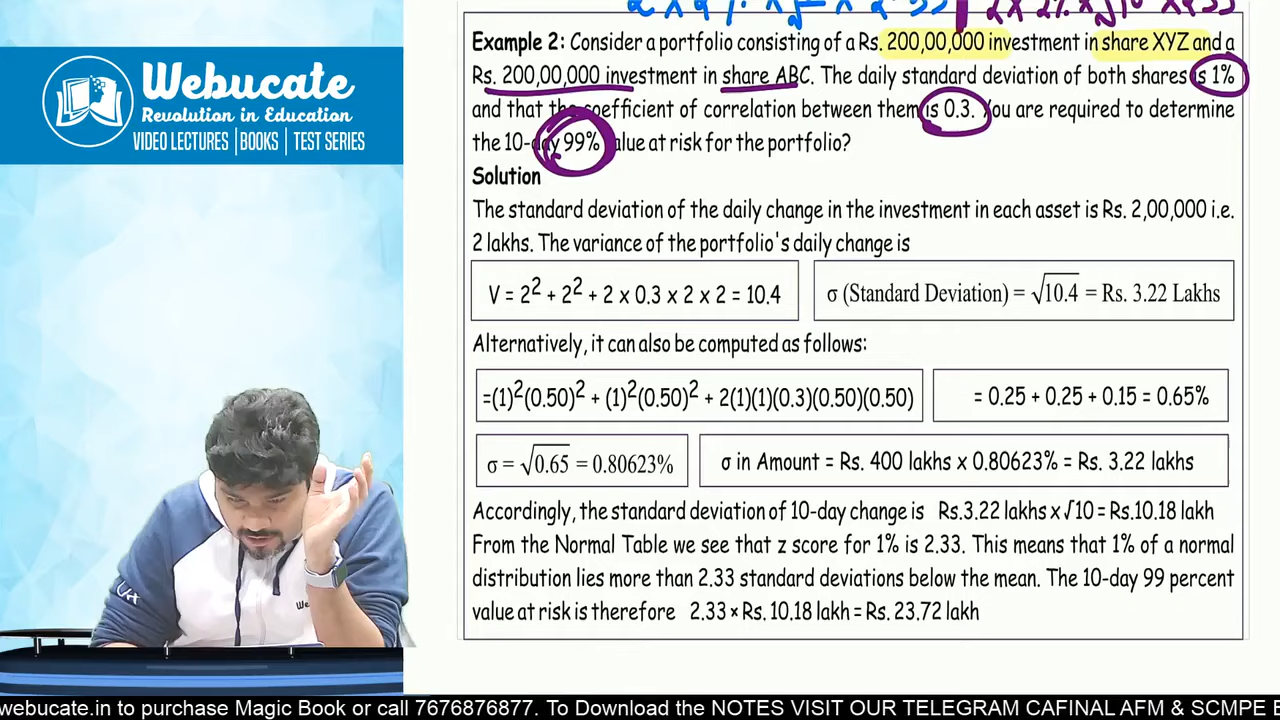 Webucate
Revolution in Education
VIDEO LECTURES |BOOKS | TEST SERIES
Example 2: Consider a portfolio consisting of a Rs. 200,00,000 investment in share XYZ and a
Rs. 200,00,000 investment in share ABC. The daily standard deviation of both shares is 1%
and that the coefficient of correlation between them is 0.3. You are required to determine
the 10-day 99% value at risk for the portfolio?
Solution
The standard deviation of the daily change in the investment in each asset is Rs. 2,00,000 i.e.
2 lakhs. The variance of the portfolio's daily change is
V = 2² + 2² + 2 x 0.3 x 2 x 2 = 10.4
σ (Standard Deviation) = √10.4 = Rs. 3.22 Lakhs
Alternatively, it can also be computed as follows:
=(1)²(0.50)² + (1)²(0.50)² + 2(1)(1)(0.3)(0.50)(0.50)
= 0.25 + 0.25 + 0.15 = 0.65%
σ = √0.65 = 0.80623%
σ in Amount = Rs. 400 lakhs x 0.80623% = Rs. 3.22 lakhs
Accordingly, the standard deviation of 10-day change is Rs.3.22 lakhs x √10 = Rs.10.18 lakh
From the Normal Table we see that z score for 1% is 2.33. This means that 1% of a normal
distribution lies more than 2.33 standard deviations below the mean. The 10-day 99 percent
value at risk is therefore 2.33 × Rs. 10.18 lakh = Rs. 23.72 lakh
webucate.in to purchase Magic Book or call 7676876877. To Download the NOTES VISIT OUR TELEGRAM CAFINAL AFM & SCMPE